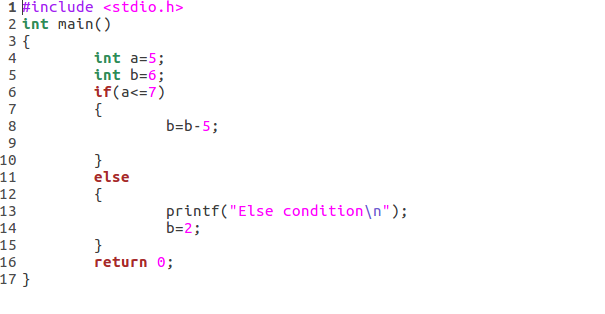 1 #include <stdio.h>
2 int main()
3 {
4 int a=5;
5 int b=6;
6 if(a<=7)
7 {
8 b=b-5;
9
10 }
11 else
12 {
13 printf("Else condition\n");
14 b=2;
15 }
16 return 0;
17 }